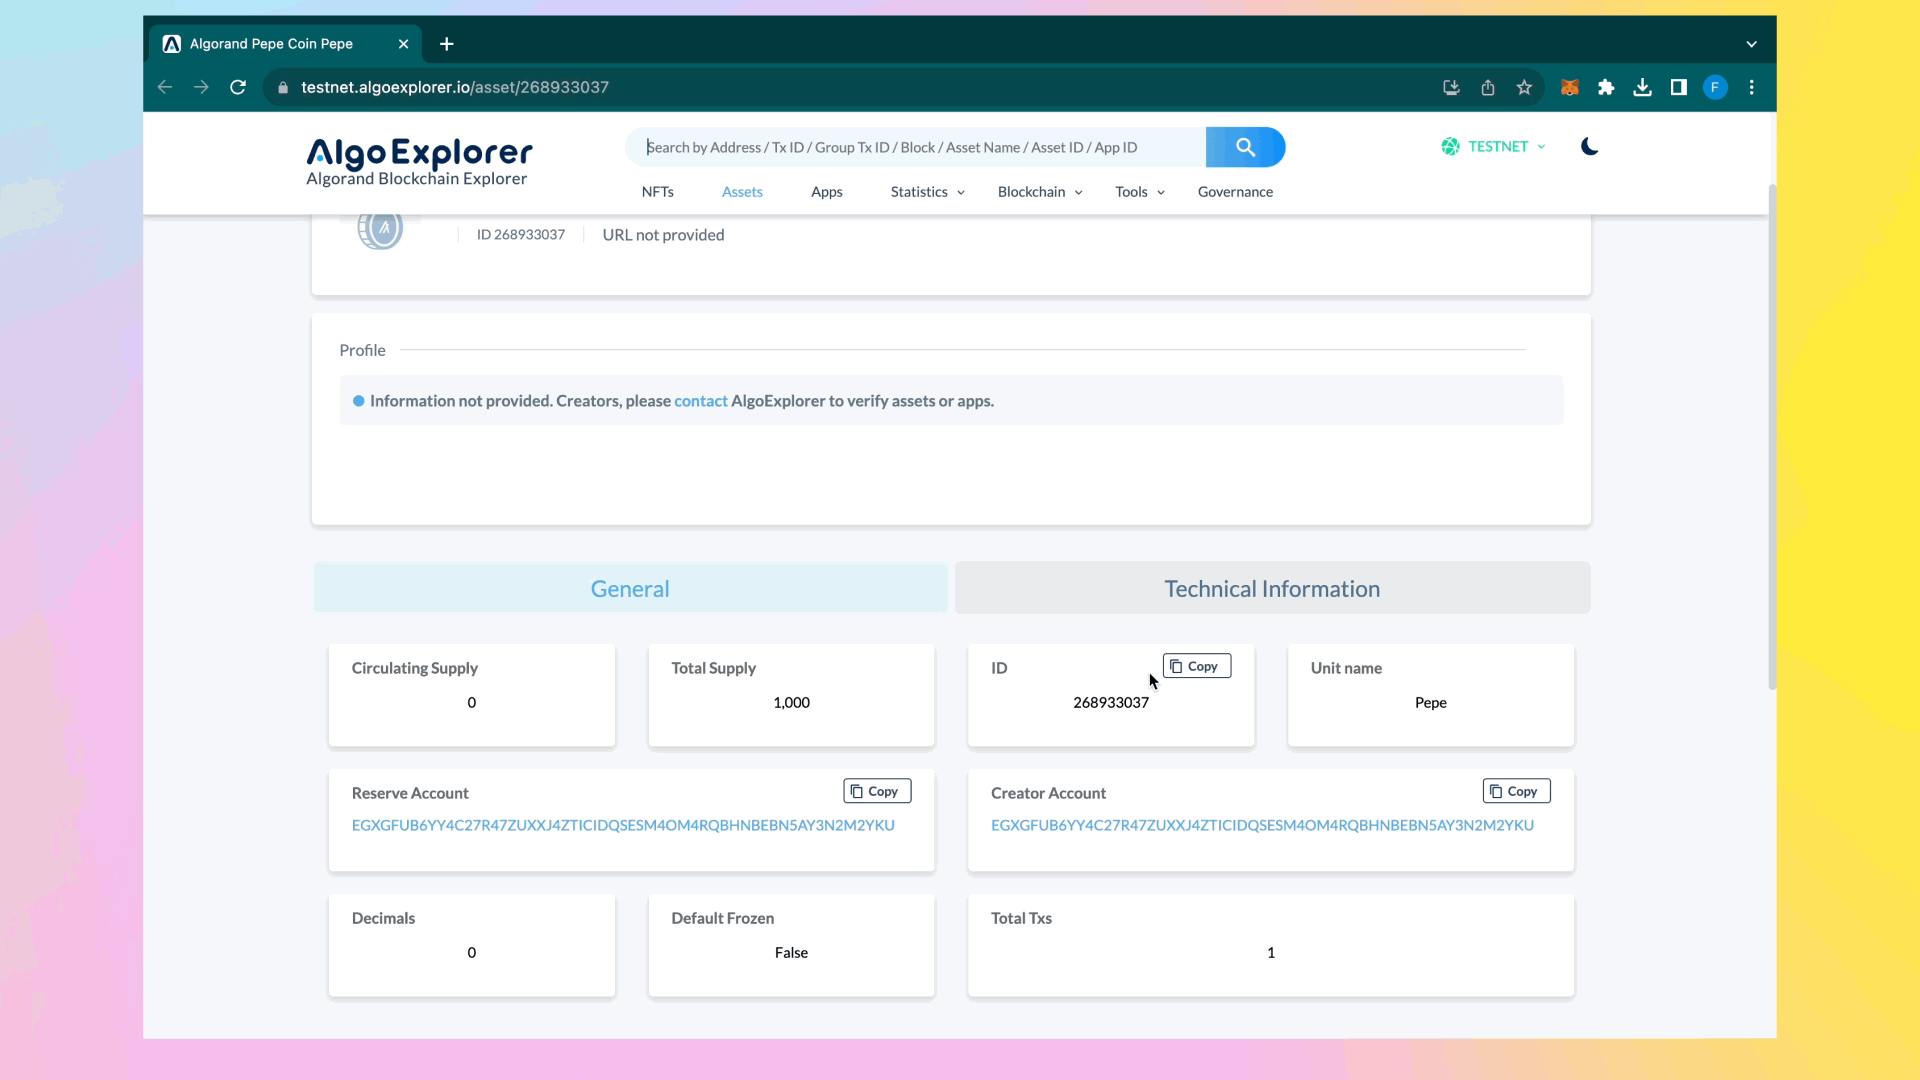 Algorand Pepe Coin Pepe
testnet.algoexplorer.io/asset/268933037
F
AlgoExplorer
Algorand Blockchain Explorer
Search by Address / Tx ID / Group Tx ID / Block / Asset Name / Asset ID / App ID
TESTNET
NFTs Assets Apps Statistics Blockchain Tools Governance
ID 268933037 URL not provided
Profile
Information not provided. Creators, please contact AlgoExplorer to verify assets or apps.
General Technical Information
Circulating Supply Total Supply ID Copy Unit name
0 1,000 268933037 Pepe
Reserve Account Copy Creator Account Copy
EGXGFUB6YY4C27R47ZUXXJ4ZTICIDQSESM4OM4RQBHNBEBN5AY3N2M2YKU EGXGFUB6YY4C27R47ZUXXJ4ZTICIDQSESM4OM4RQBHNBEBN5AY3N2M2YKU
Decimals Default Frozen Total Txs
0 False 1